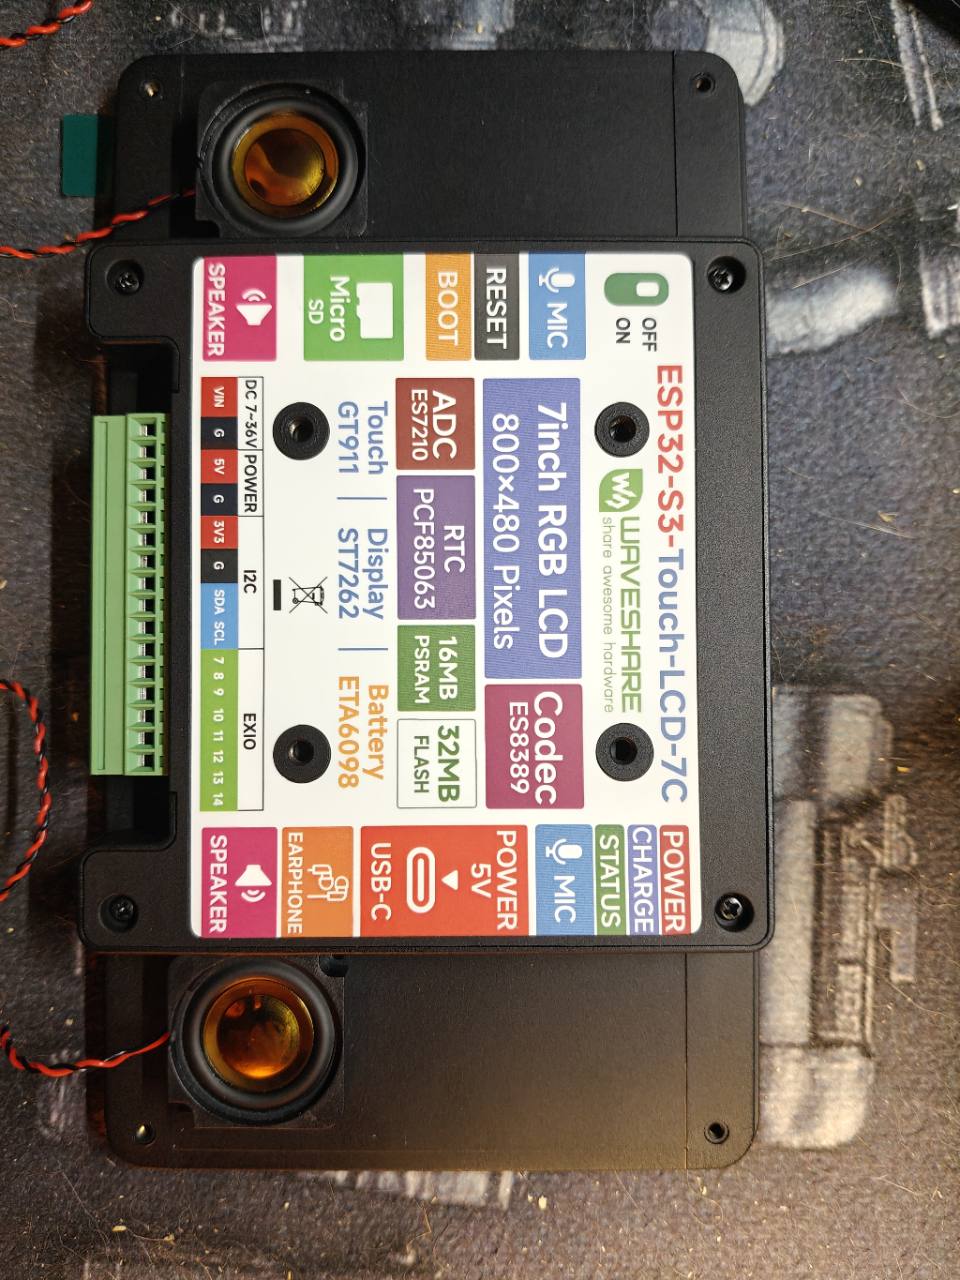 OFF
ON
MIC
RESET
BOOT
Micro
SD
SPEAKER
ESP32-S3-Touch-LCD-7C
WAVESHARE
share awesome hardware
7inch RGB LCD
800×480 Pixels
Codec
ES8389
ADC
ES7210
RTC
PCF85063
16MB
PSRAM
32MB
FLASH
Touch | Display | Battery
GT911 ST7262 ETA6098
DC 7~36V POWER I2C EXIO
VIN G 5V G 3V3 G SDA SCL 7 8 9 10 11 12 13 14
POWER
CHARGE
STATUS
MIC
POWER
5V
USB-C
EARPHONE
SPEAKER